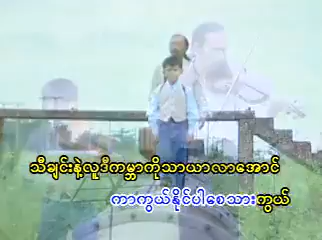 သီချင်းနဲ့လူဒီကမ္ဘာကိုသာယာလာအောင်
ကာကွယ်နိုင်ပါစေသားကွယ်